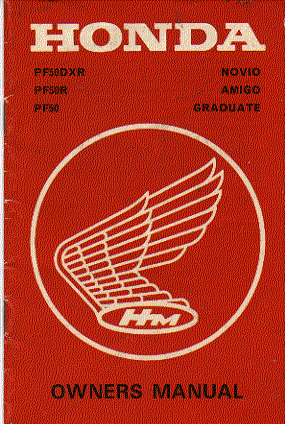 HONDA
PF50DXR NOVIO
PF50R AMIGO
PF50 GRADUATE
HM
OWNERS MANUAL